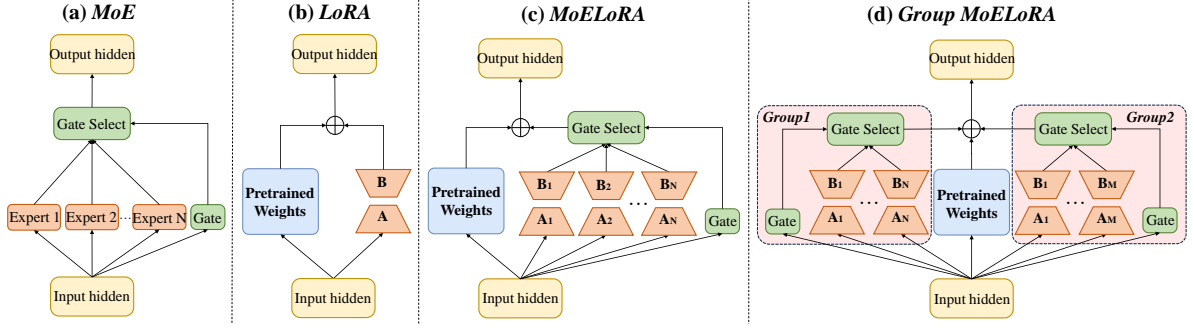 (a) MoE
Output hidden
Gate Select
Expert 1
Expert 2
...
Expert N
Gate
Input hidden
(b) LoRA
Output hidden
Pretrained
Weights
B
A
Input hidden
(c) MoELoRA
Output hidden
Gate Select
Pretrained
Weights
B1
B2
BN
...
A1
A2
AN
Gate
Input hidden
(d) Group MoELoRA
Output hidden
Group1
Gate Select
B1
BN
...
A1
AN
Gate
Pretrained
Weights
Group2
Gate Select
B1
BM
...
A1
AM
Gate
Input hidden